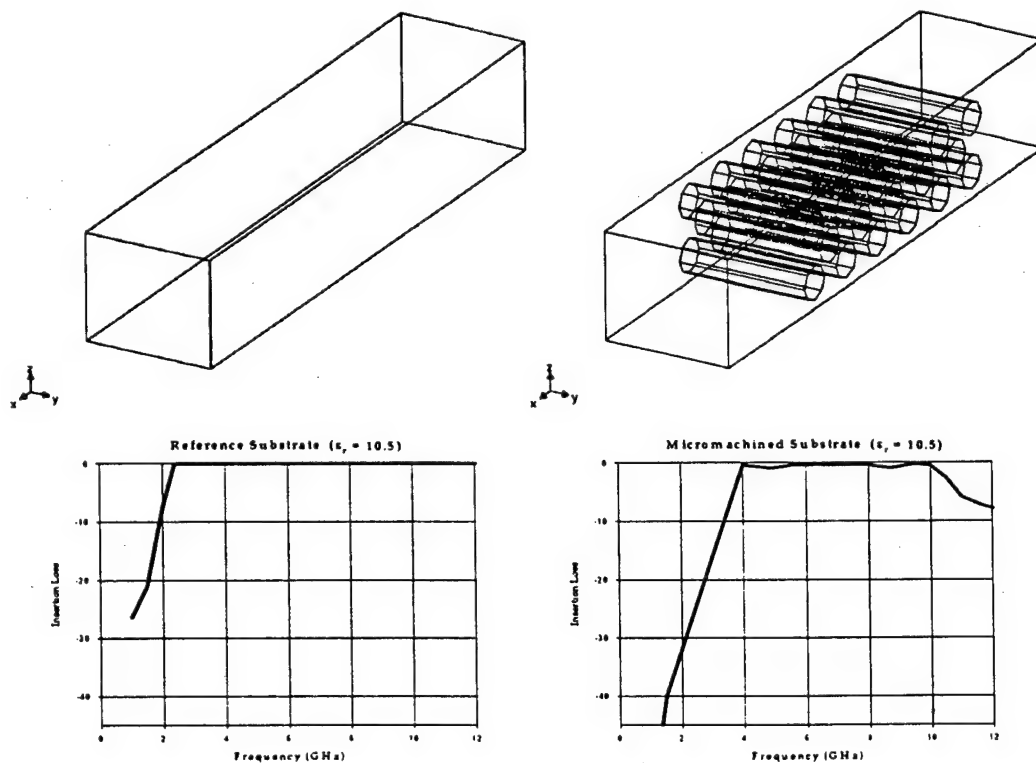 z
x y
z
x y
Reference Substrate (εr = 10.5)
0
-10
-20
-30
-40
Insertion Loss
0 2 4 6 8 10 12
Frequency (GHz)
Micromachined Substrate (εr = 10.5)
0
-10
-20
-30
-40
Insertion Loss
0 2 4 6 8 10 12
Frequency (GHz)